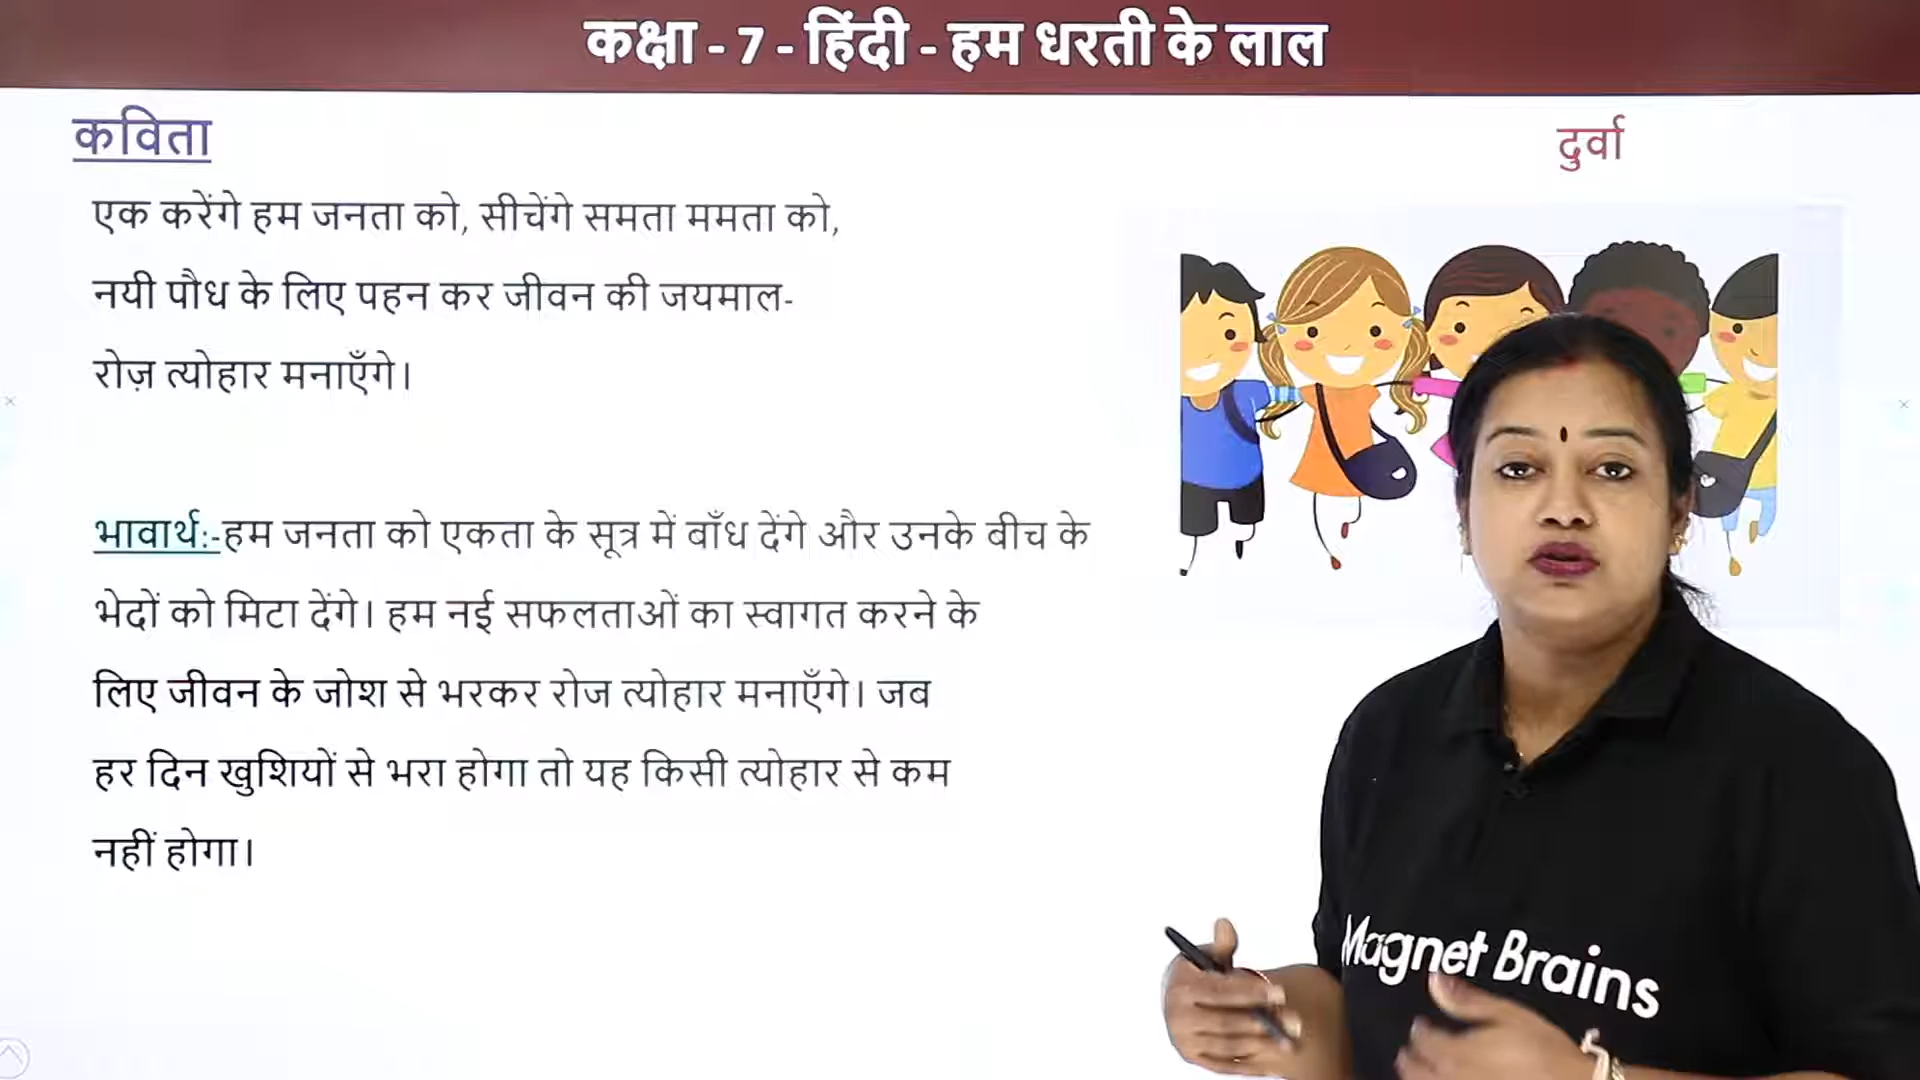 कक्षा - 7 - हिंदी - हम धरती के लाल
कविता
दुर्वा
एक करेंगे हम जनता को, सीचेंगे समता ममता को,
नयी पौध के लिए पहन कर जीवन की जयमाल-
रोज़ त्योहार मनाएँगे।
भावार्थ:-हम जनता को एकता के सूत्र में बाँध देंगे और उनके बीच के
भेदों को मिटा देंगे। हम नई सफलताओं का स्वागत करने के
लिए जीवन के जोश से भरकर रोज त्योहार मनाएँगे। जब
हर दिन खुशियों से भरा होगा तो यह किसी त्योहार से कम
नहीं होगा।
Magnet Brains